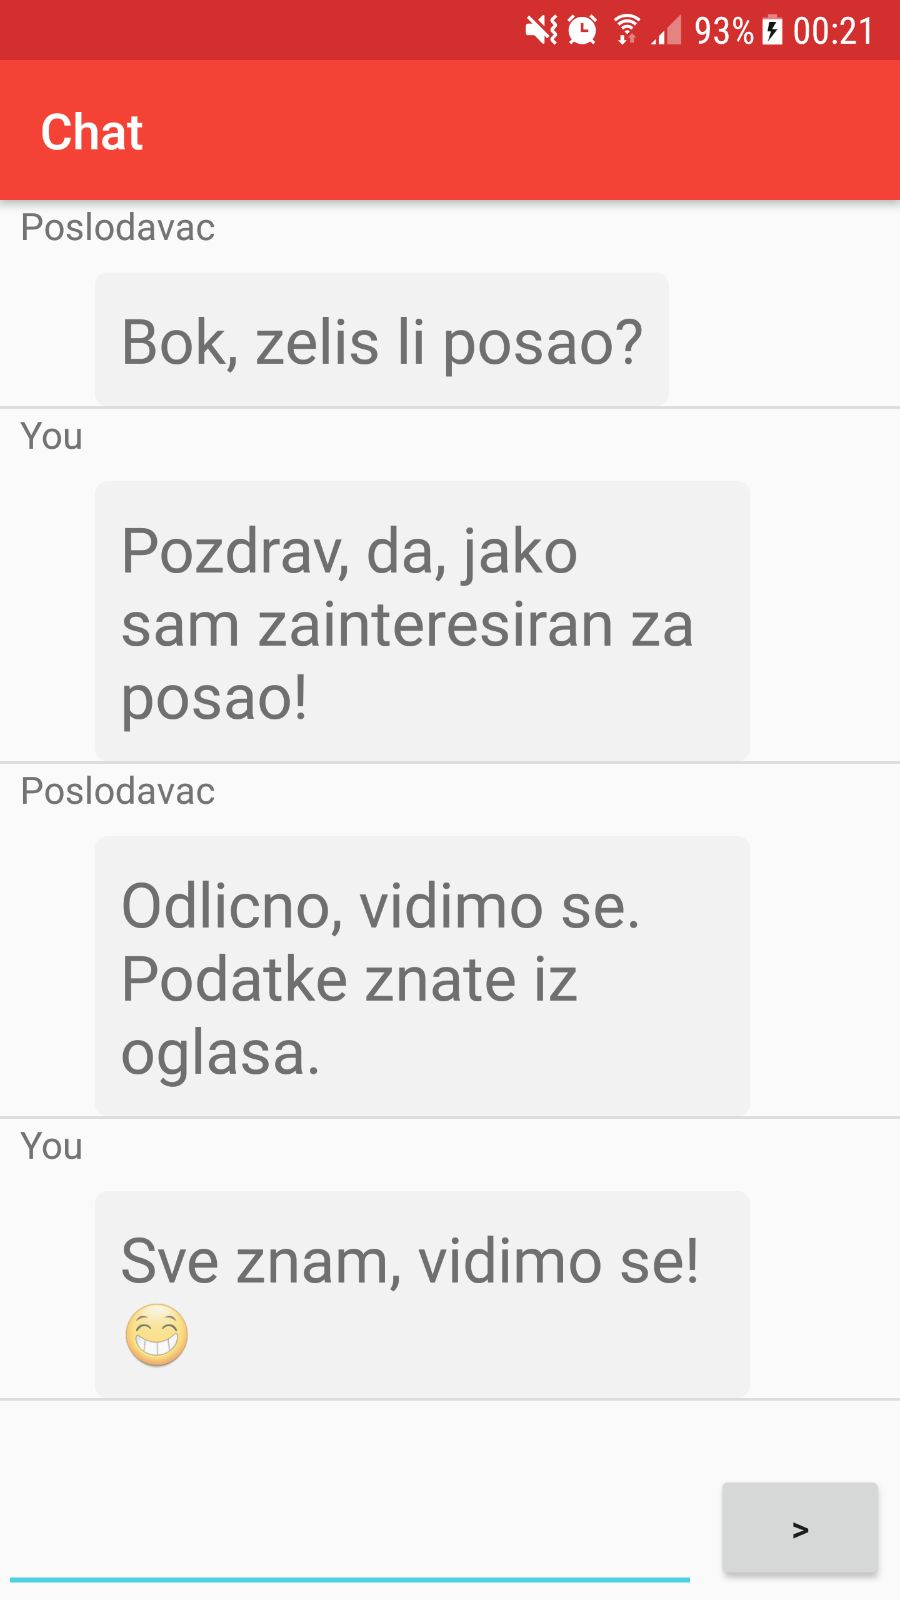 93% 00:21
Chat
Poslodavac
Bok, zelis li posao?
You
Pozdrav, da, jako
sam zainteresiran za
posao!
Poslodavac
Odlicno, vidimo se.
Podatke znate iz
oglasa.
You
Sve znam, vidimo se!
😁
>